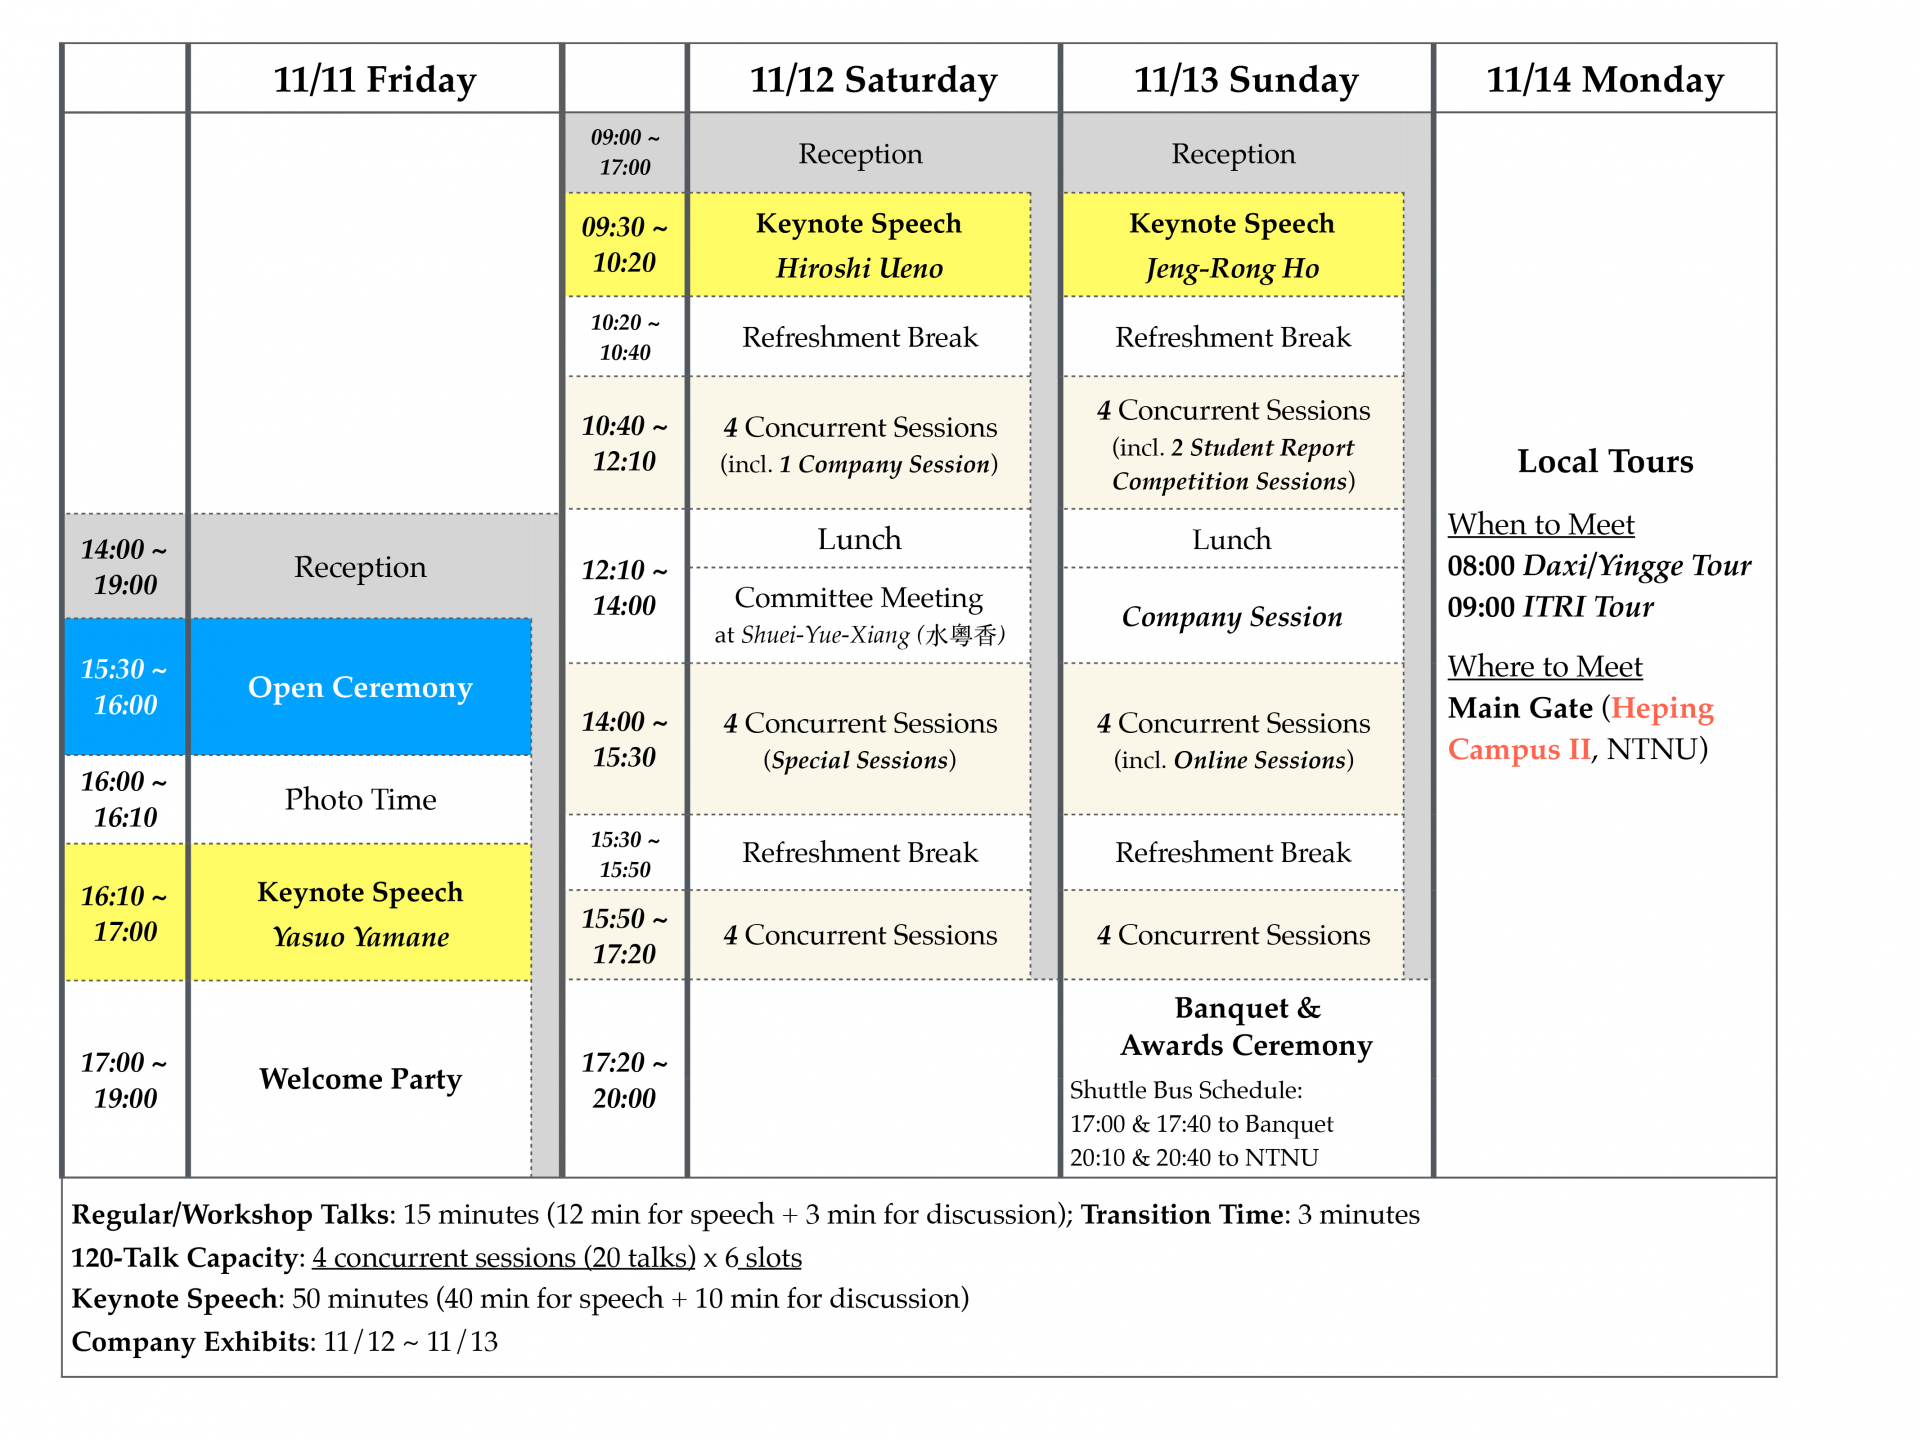 11/11 Friday
11/12 Saturday
11/13 Sunday
11/14 Monday
14:00 ~
19:00
Reception
15:30 ~
16:00
Open Ceremony
16:00 ~
16:10
Photo Time
16:10 ~
17:00
Keynote Speech
Yasuo Yamane
17:00 ~
19:00
Welcome Party
09:00 ~
17:00
Reception
Reception
09:30 ~
10:20
Keynote Speech
Hiroshi Ueno
Keynote Speech
Jeng-Rong Ho
10:20 ~
10:40
Refreshment Break
Refreshment Break
10:40 ~
12:10
4 Concurrent Sessions
(incl. 1 Company Session)
4 Concurrent Sessions
(incl. 2 Student Report
Competition Sessions)
12:10 ~
14:00
Lunch
Lunch
Committee Meeting
at Shuei-Yue-Xiang (水粵香)
Company Session
14:00 ~
15:30
4 Concurrent Sessions
(Special Sessions)
4 Concurrent Sessions
(incl. Online Sessions)
15:30 ~
15:50
Refreshment Break
Refreshment Break
15:50 ~
17:20
4 Concurrent Sessions
4 Concurrent Sessions
17:20 ~
20:00
Banquet &
Awards Ceremony
Shuttle Bus Schedule:
17:00 & 17:40 to Banquet
20:10 & 20:40 to NTNU
Local Tours
When to Meet
08:00 Daxi/Yingge Tour
09:00 ITRI Tour
Where to Meet
Main Gate (Heping
Campus II, NTNU)
Regular/Workshop Talks: 15 minutes (12 min for speech + 3 min for discussion); Transition Time: 3 minutes
120-Talk Capacity: 4 concurrent sessions (20 talks) x 6 slots
Keynote Speech: 50 minutes (40 min for speech + 10 min for discussion)
Company Exhibits: 11/12 ~ 11/13